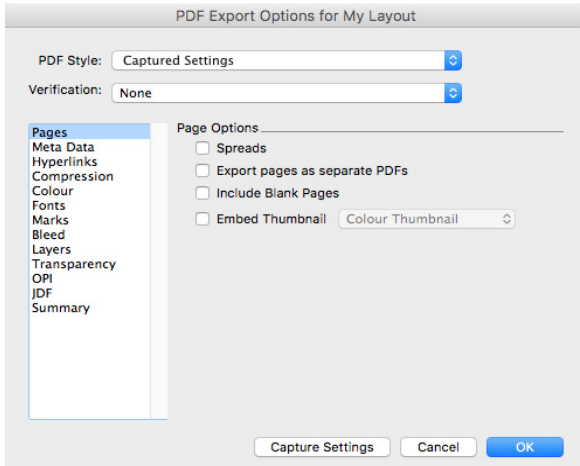 PDF Export Options for My Layout
PDF Style: Captured Settings
Verification: None
Pages
Meta Data
Hyperlinks
Compression
Colour
Fonts
Marks
Bleed
Layers
Transparency
OPI
JDF
Summary
Page Options
Spreads
Export pages as separate PDFs
Include Blank Pages
Embed Thumbnail Colour Thumbnail
Capture Settings Cancel OK